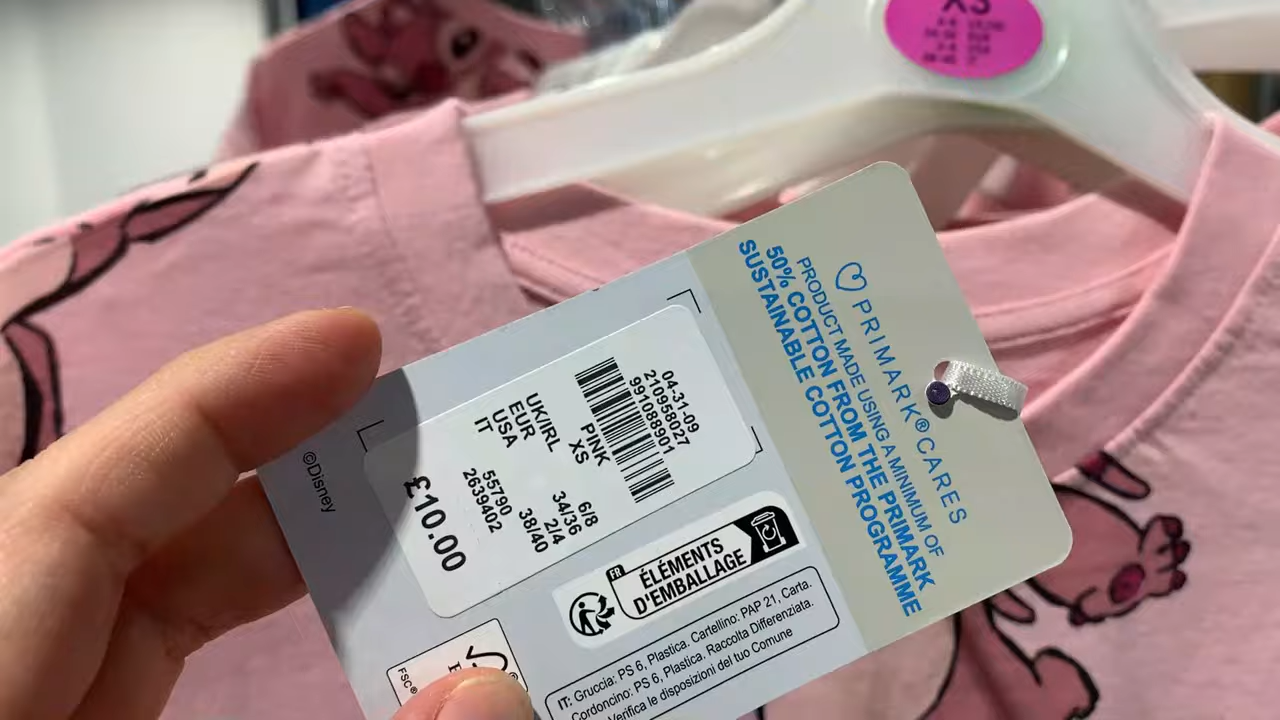 XS
PRIMARK® CARES
PRODUCT MADE USING A MINIMUM OF
50% COTTON FROM THE PRIMARK
SUSTAINABLE COTTON PROGRAMME
04-31-09
210958027
991088901
PINK
XS
UK/IRL 6/8
EUR 34/36
USA 2/4
IT 38/40
55790
2639402
£10.00
©Disney
FR
ÉLÉMENTS
D'EMBALLAGE
IT: Gruccia: PS 6, Plastica. Cartellino: PAP 21, Carta.
Cordoncino: PS 6, Plastica. Raccolta Differenziata.
Verifica le disposizioni del tuo Comune
FSC®